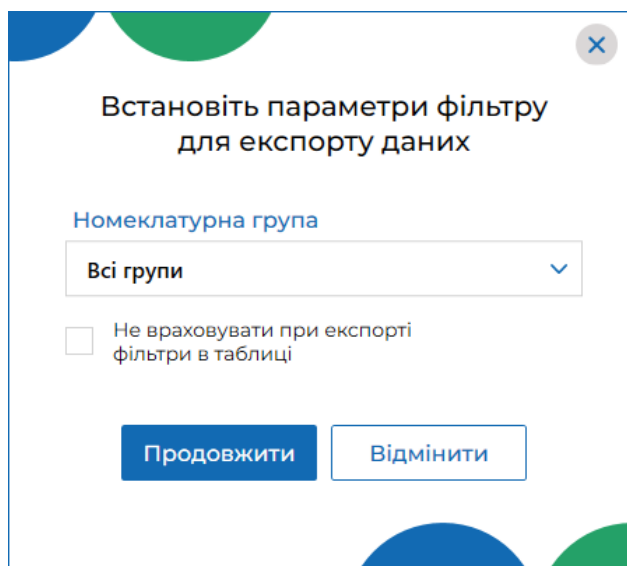 Встановіть параметри фільтру
для експорту даних
Номеклатурна група
Всі групи
Не враховувати при експорті
фільтри в таблиці
Продовжити
Відмінити